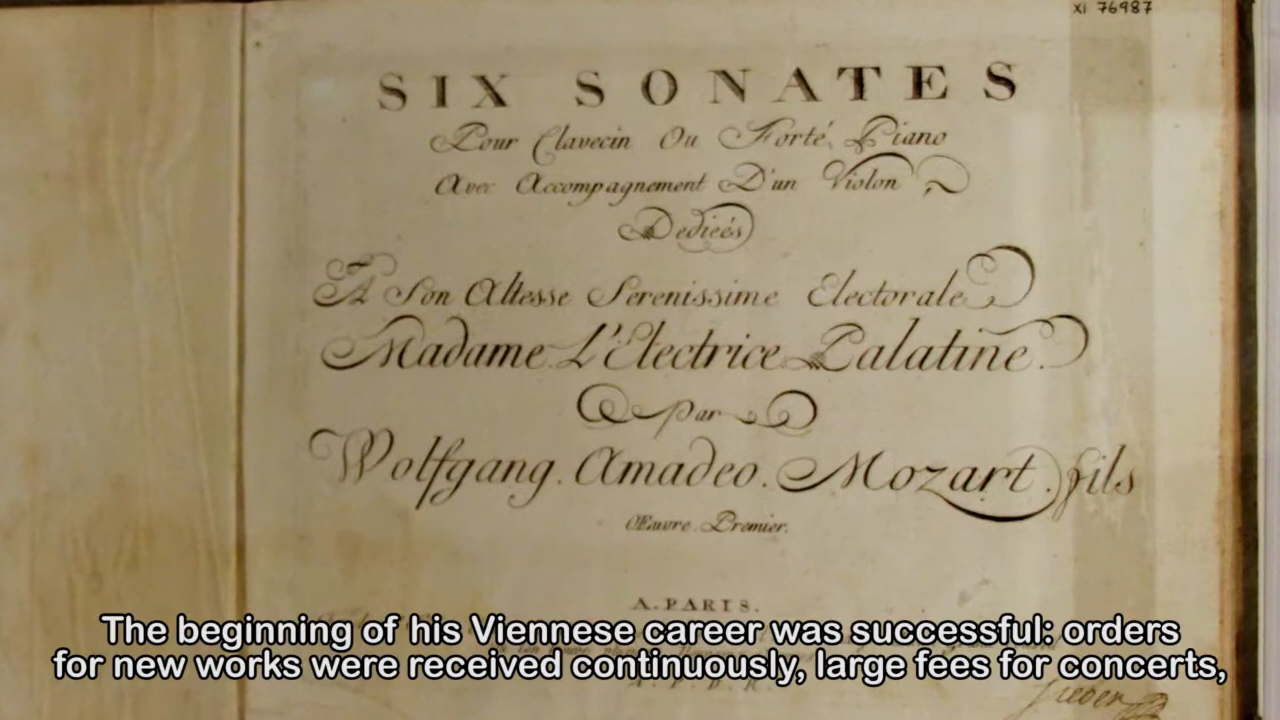 XI 76987
SIX SONATES
Pour Clavecin Ou Forté Piano
Avec Accompagnement D'un Violon
Dediées
A Son Altesse Serenissime Electorale
Madame L'Electrice Palatine.
Par
Wolfgang. Amadeo. Mozart. fils
Œuvre. Premier.
A. PARIS.
The beginning of his Viennese career was successful: orders
for new works were received continuously, large fees for concerts,